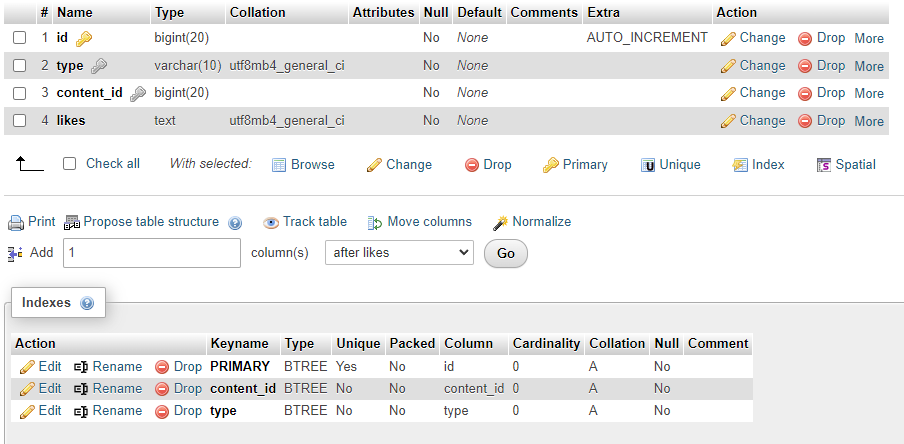 # Name Type Collation Attributes Null Default Comments Extra Action
1 id bigint(20) No None AUTO_INCREMENT Change Drop More
2 type varchar(10) utf8mb4_general_ci No None Change Drop More
3 content_id bigint(20) No None Change Drop More
4 likes text utf8mb4_general_ci No None Change Drop More
Check all With selected: Browse Change Drop Primary Unique Index Spatial
Print Propose table structure Track table Move columns Normalize
Add 1 column(s) after likes Go
Indexes
Action Keyname Type Unique Packed Column Cardinality Collation Null Comment
Edit Rename Drop PRIMARY BTREE Yes No id 0 A No
Edit Rename Drop content_id BTREE No No content_id 0 A No
Edit Rename Drop type BTREE No No type 0 A No